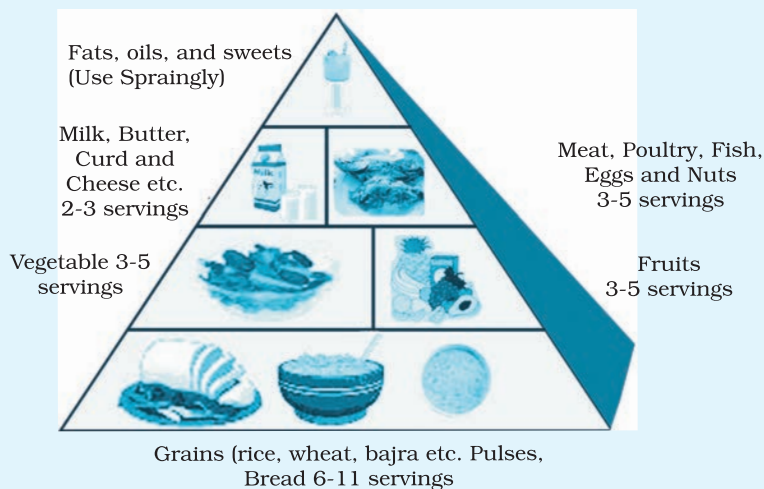 Fats, oils, and sweets
(Use Spraingly)
Milk, Butter,
Curd and
Cheese etc.
2-3 servings
Meat, Poultry, Fish,
Eggs and Nuts
3-5 servings
Vegetable 3-5
servings
Fruits
3-5 servings
Milk
Grains (rice, wheat, bajra etc. Pulses,
Bread 6-11 servings